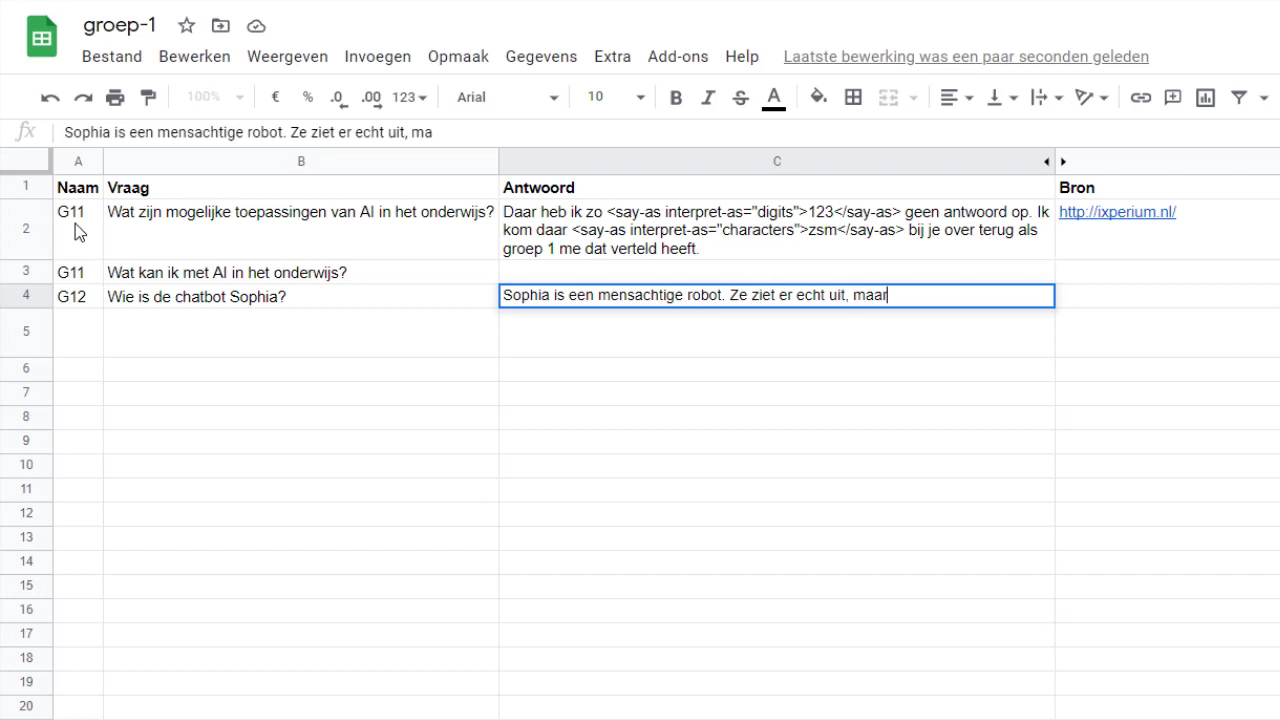 groep-1
Bestand Bewerken Weergeven Invoegen Opmaak Gegevens Extra Add-ons Help Laatste bewerking was een paar seconden geleden
100% € % .0 .00 123 Arial 10 B I S A
fx Sophia is een mensachtige robot. Ze ziet er echt uit, ma
A B C
1 Naam Vraag Antwoord Bron
2 G11 Wat zijn mogelijke toepassingen van AI in het onderwijs? Daar heb ik zo <say-as interpret-as="digits">123</say-as> geen antwoord op. Ik http://ixperium.nl/
kom daar <say-as interpret-as="characters">zsm</say-as> bij je over terug als
groep 1 me dat verteld heeft.
3 G11 Wat kan ik met AI in het onderwijs?
4 G12 Wie is de chatbot Sophia? Sophia is een mensachtige robot. Ze ziet er echt uit, maar
5
6
7
8
9
10
11
12
13
14
15
16
17
18
19
20